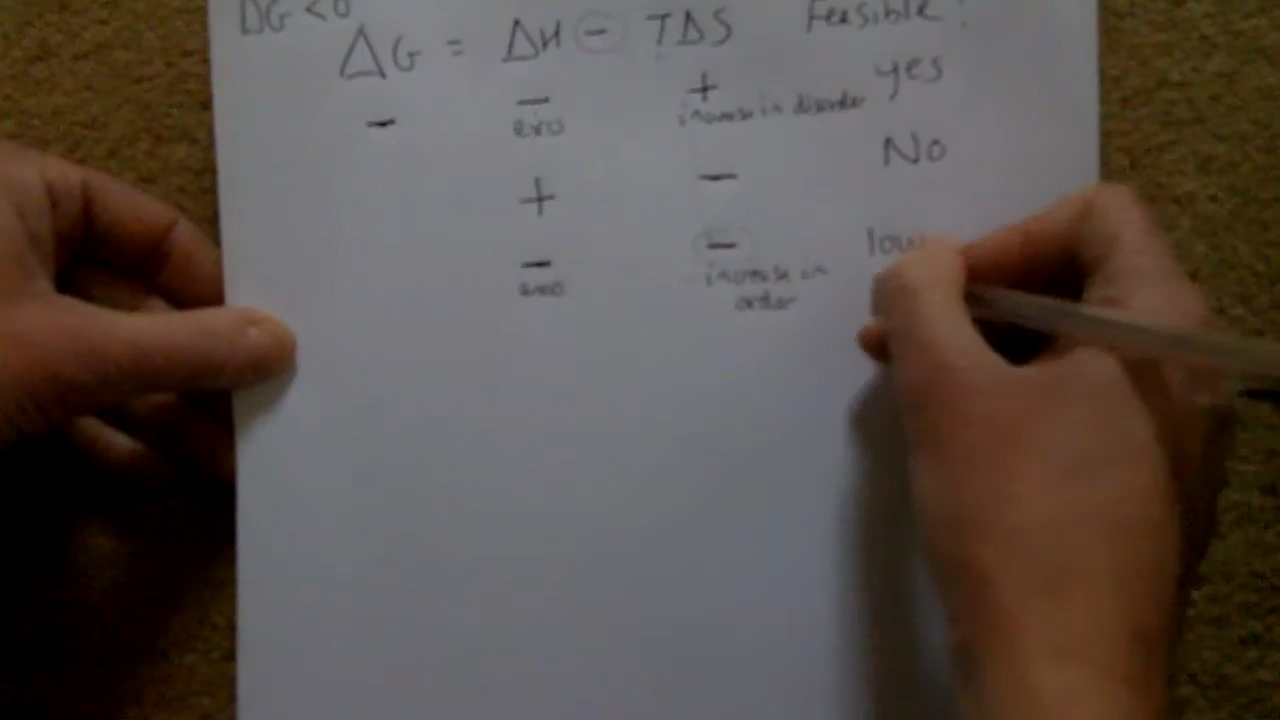 ΔG < 0
ΔG = ΔH - TΔS Feasible?
- - + yes
exo increase in disorder
+ - No
- - low
exo increase in
order